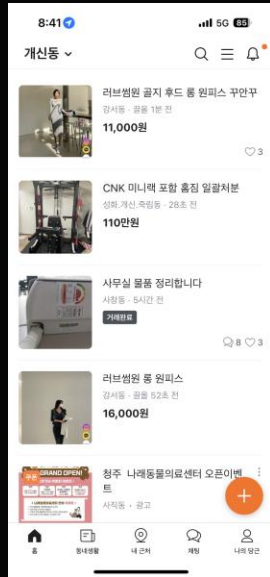 8:41
5G 85
개신동
러브썸원 골지 후드 롱 원피스 꾸안꾸
강서동 · 끌올 1분 전
11,000원
3
CNK 미니랙 포함 홈짐 일괄처분
성화.개신.죽림동 · 28초 전
110만원
사무실 물품 정리합니다
사창동 · 5시간 전
거래완료
8 3
러브썸원 롱 원피스
강서동 · 끌올 52초 전
16,000원
쿠폰
GRAND OPEN!
청주 나래동물의료센터 오픈이벤
트
사직동 · 광고
홈
동네생활
내 근처
채팅
나의 당근